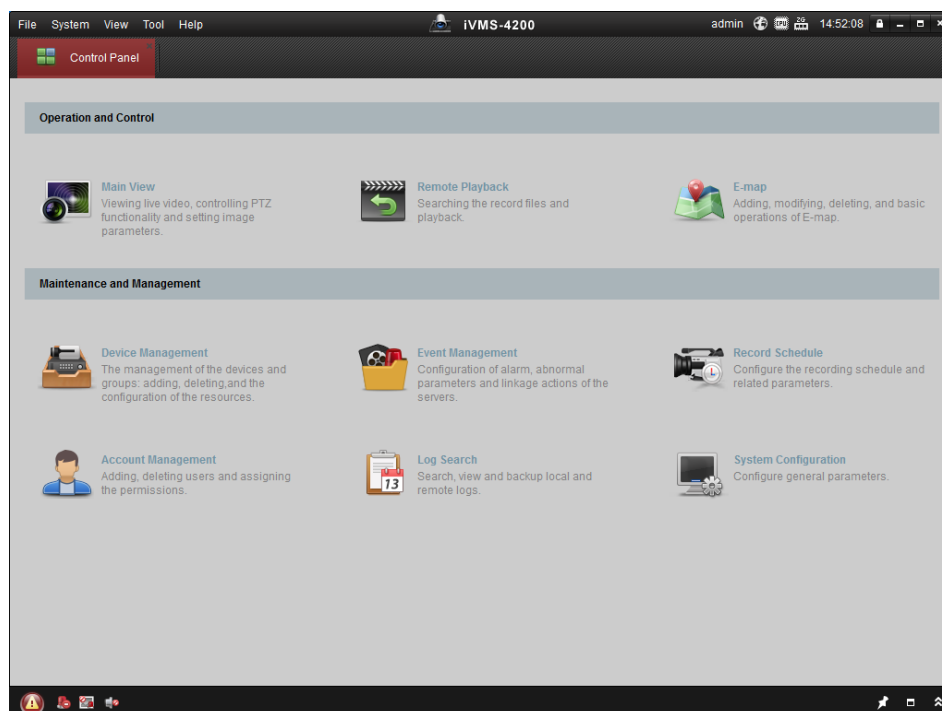 File System View Tool Help iVMS-4200 admin 14:52:08
CPU 2G
Control Panel
Operation and Control
Main View
Viewing live video, controlling PTZ
functionality and setting image
parameters.
Remote Playback
Searching the record files and
playback.
E-map
Adding, modifying, deleting, and basic
operations of E-map.
Maintenance and Management
Device Management
The management of the devices and
groups: adding, deleting,and the
configuration of the resources.
Event Management
Configuration of alarm, abnormal
parameters and linkage actions of the
servers.
Record Schedule
Configure the recording schedule and
related parameters.
Account Management
Adding, deleting users and assigning
the permissions.
13
Log Search
Search, view and backup local and
remote logs.
System Configuration
Configure general parameters.